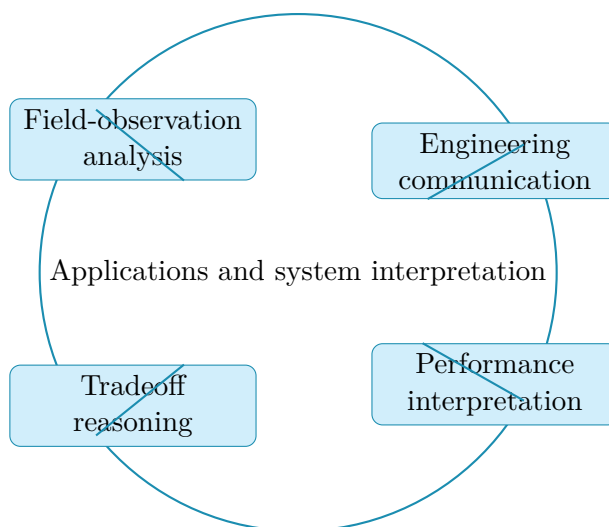 Field-observation
analysis
Engineering
communication
Applications and system interpretation
Tradeoff
reasoning
Performance
interpretation